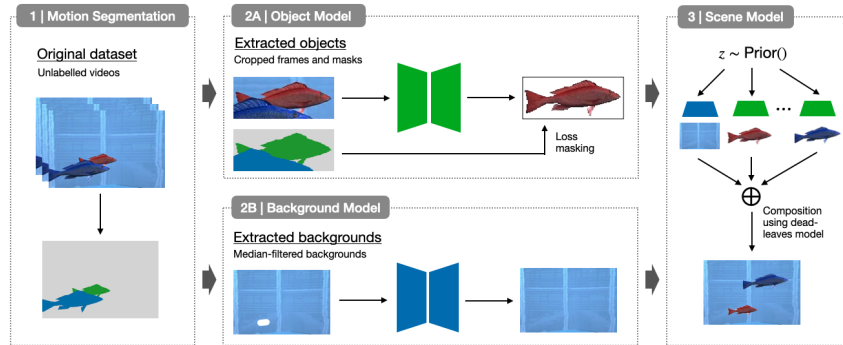 1 | Motion Segmentation
Original dataset
Unlabelled videos
2A | Object Model
Extracted objects
Cropped frames and masks
Loss
masking
2B | Background Model
Extracted backgrounds
Median-filtered backgrounds
3 | Scene Model
z ~ Prior()
...
Composition
using dead-
leaves model